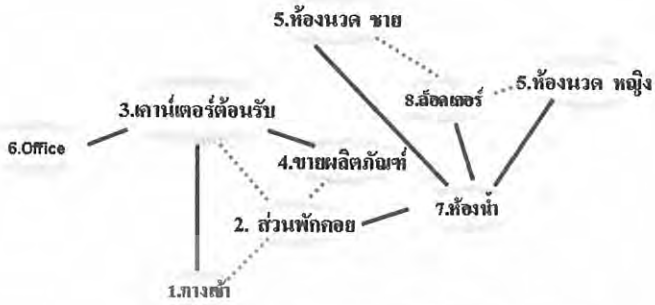 5.ห้องนวด ชาย
5.ห้องนวด หญิง
8.ล็อคเกอร์
3.เคาน์เตอร์ต้อนรับ
6.Office
4.ขายผลิตภัณฑ์
7.ห้องน้ำ
2. ส่วนพักคอย
1.ทางเข้า